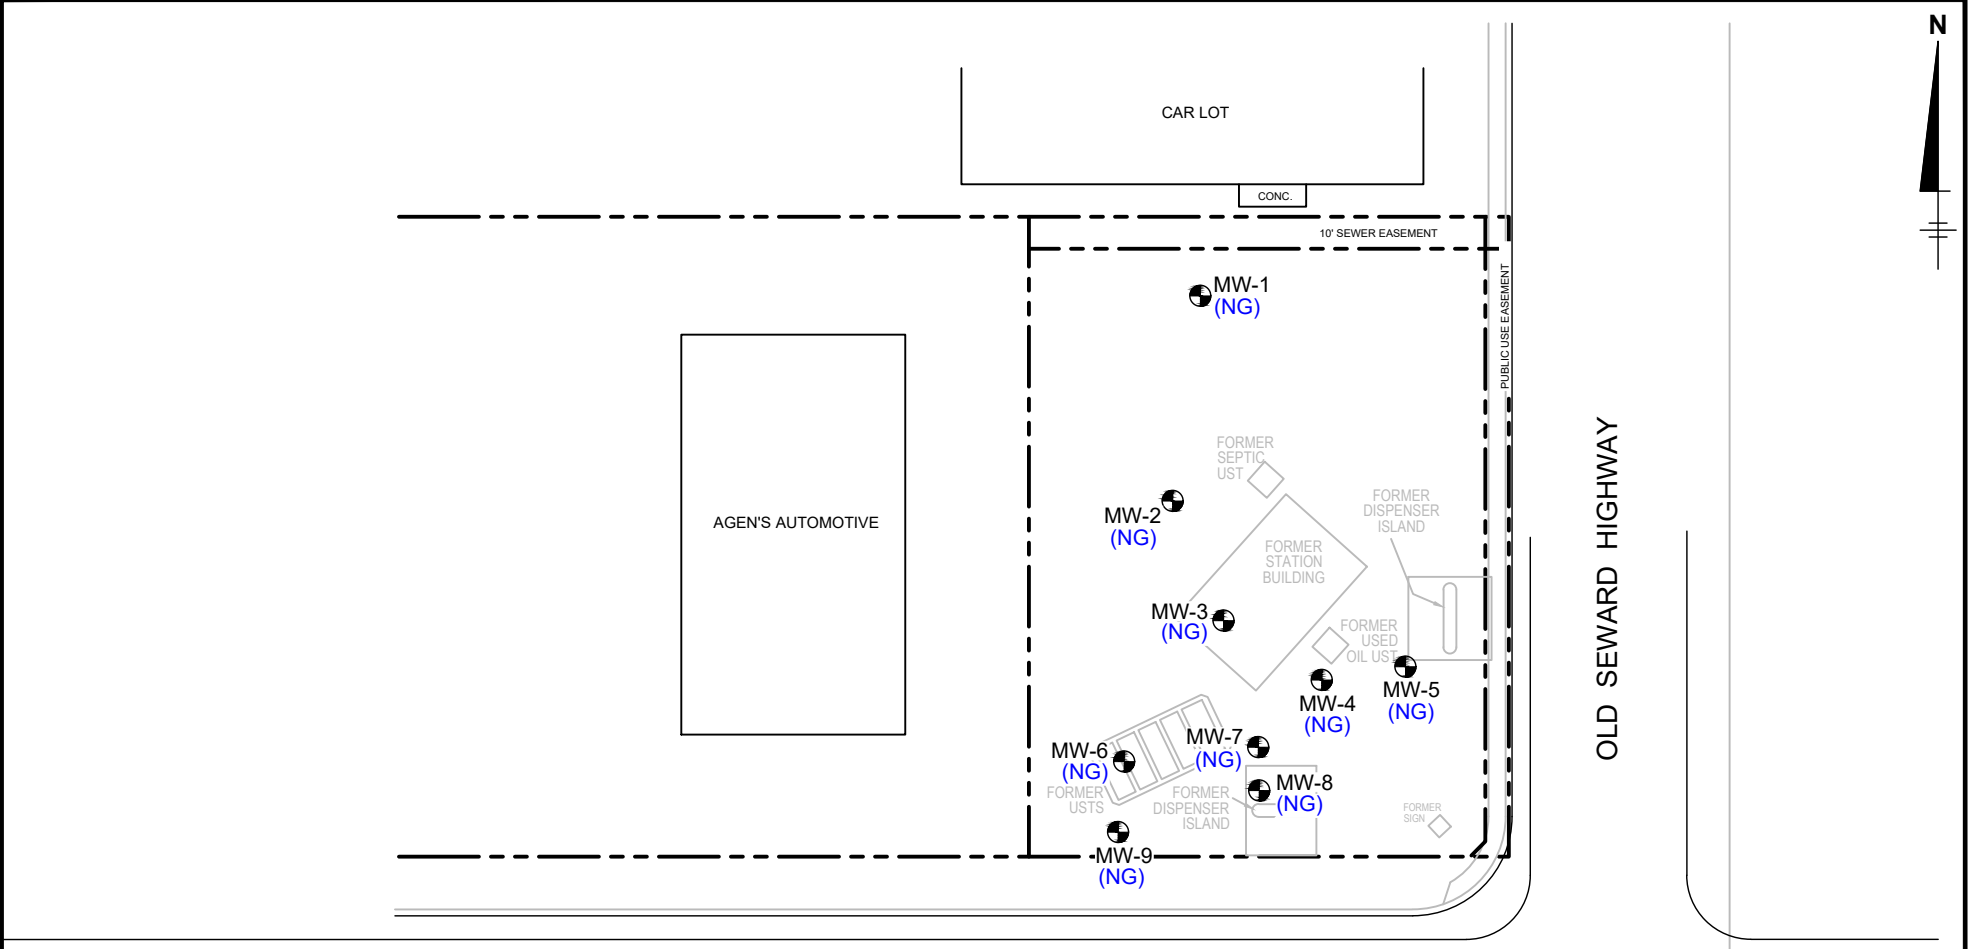 N
CAR LOT
CONC.
10' SEWER EASEMENT
PUBLIC USE EASEMENT
MW-1
(NG)
OLD SEWARD HIGHWAY
AGEN'S AUTOMOTIVE
FORMER
SEPTIC
UST
MW-2
(NG)
FORMER
DISPENSER
ISLAND
FORMER
STATION
BUILDING
MW-3
(NG)
FORMER
USED
OIL UST
MW-4
(NG)
MW-5
(NG)
MW-6
(NG)
FORMER
USTS
MW-7
(NG)
MW-8
(NG)
FORMER
DISPENSER
ISLAND
FORMER
SIGN
MW-9
(NG)